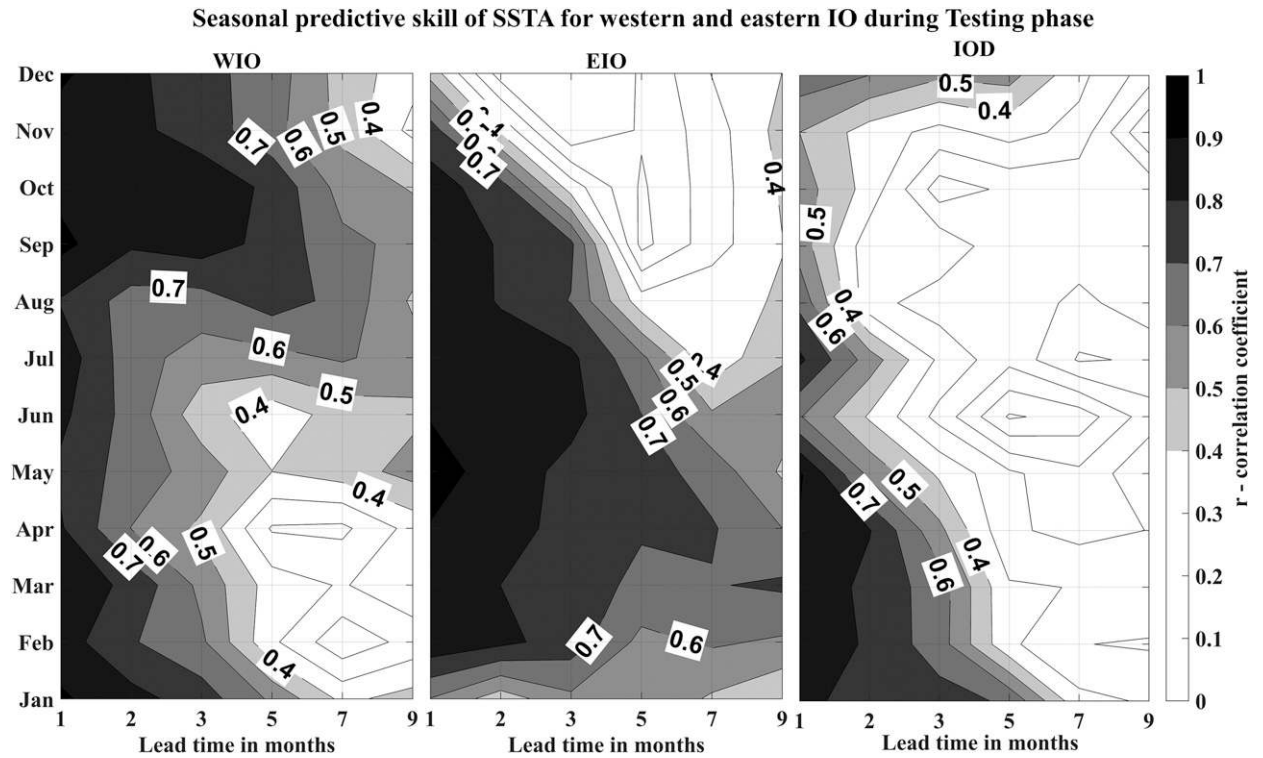 Seasonal predictive skill of SSTA for western and eastern IO during Testing phase
WIO
EIO
IOD
Dec
Nov
Oct
Sep
Aug
Jul
Jun
May
Apr
Mar
Feb
Jan
0.7
0.6
0.5
0.4
0.7
0.6
0.5
0.4
0.4
0.7
0.6
0.5
0.4
1 2 3 5 7 9
Lead time in months
0.7
0.4
0.4
0.5
0.6
0.7
0.7
0.6
1 2 3 5 7 9
Lead time in months
0.5
0.4
0.5
0.4
0.6
0.7
0.5
0.4
0.6
1 2 3 5 7 9
Lead time in months
1
0.9
0.8
0.7
0.6
0.5
0.4
0.3
0.2
0.1
0
r - correlation coefficient